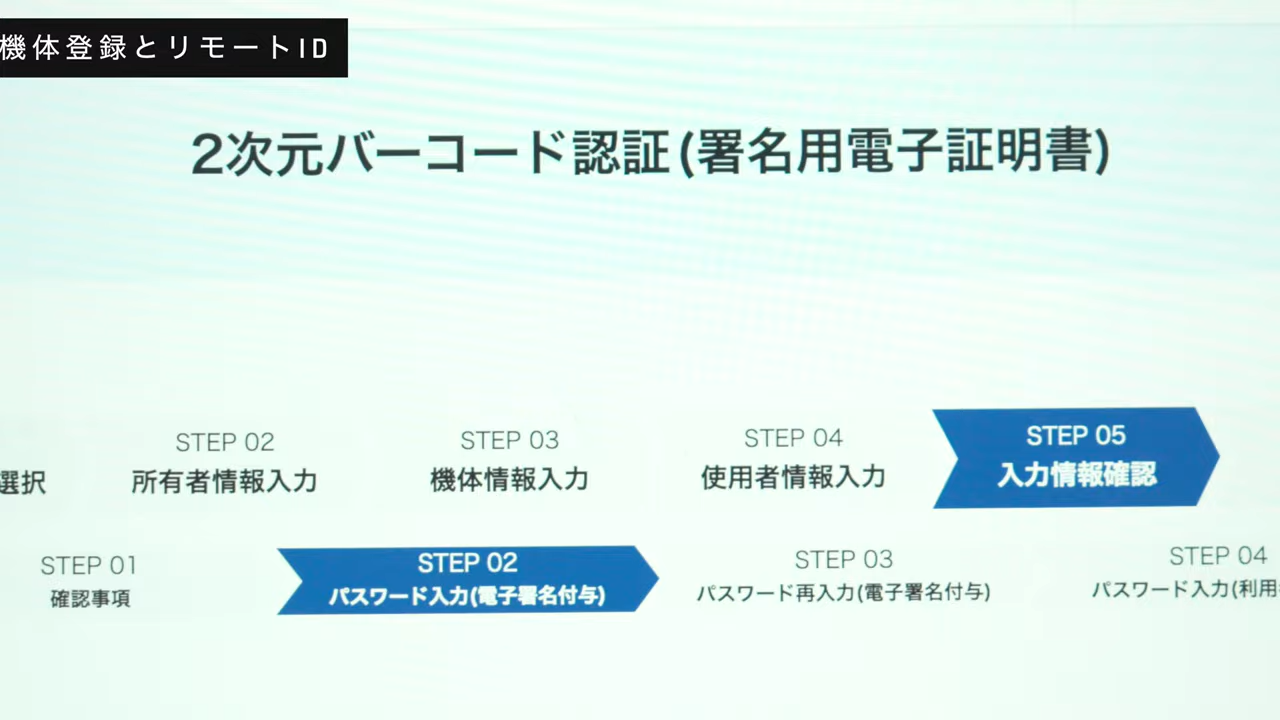 機体登録とリモートID
2次元バーコード認証(署名用電子証明書)
選択
STEP 02
所有者情報入力
STEP 03
機体情報入力
STEP 04
使用者情報入力
STEP 05
入力情報確認
STEP 01
確認事項
STEP 02
パスワード入力(電子署名付与)
STEP 03
パスワード再入力(電子署名付与)
STEP 04
パスワード入力(利用